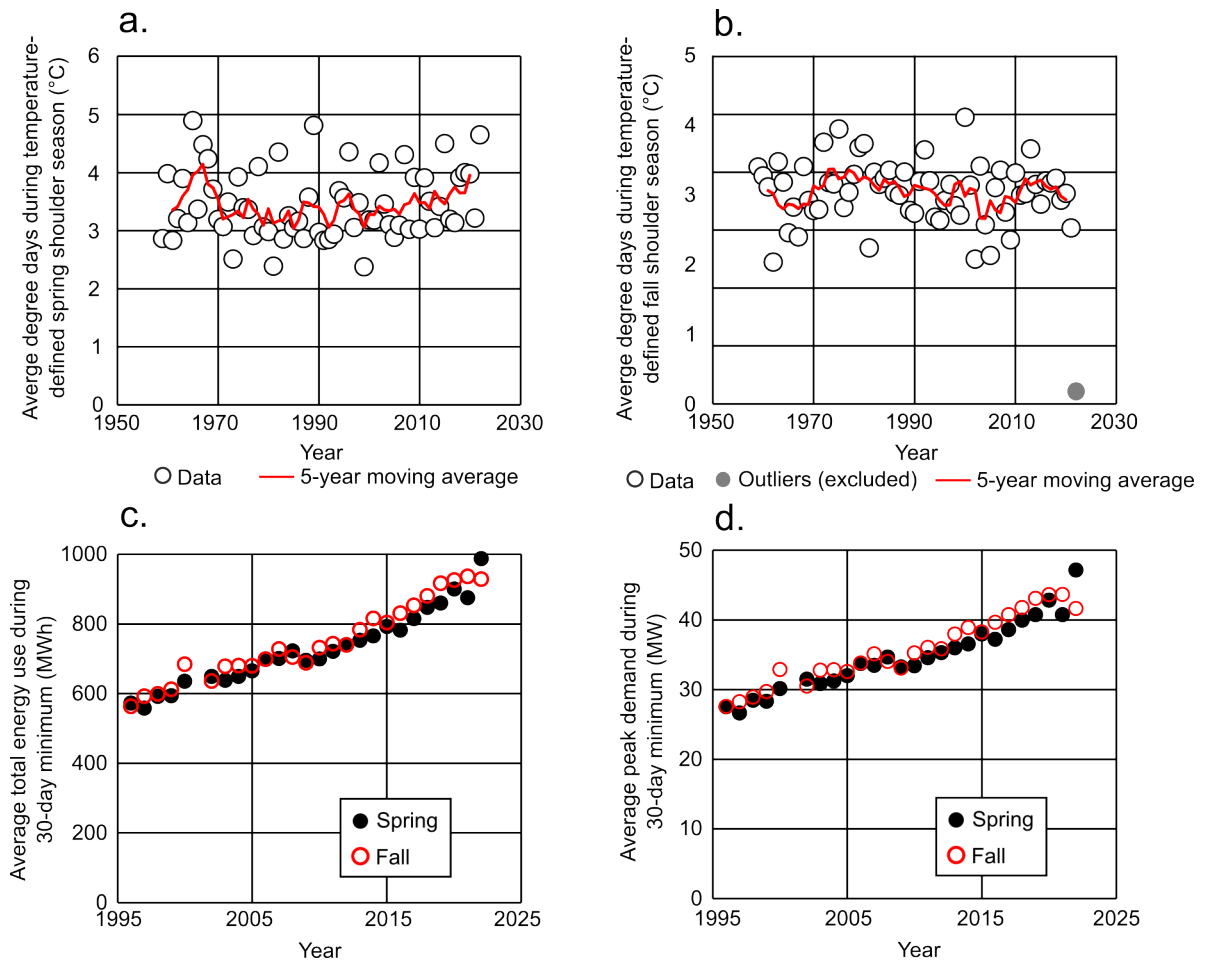 a.
Averge degree days during temperature-
defined spring shoulder season (°C)
6
5
4
3
2
1
0
1950
1970
1990
2010
2030
Year
Data
5-year moving average
b.
Averge degree days during temperature-
defined fall shoulder season (°C)
5
4
3
2
1
0
1950
1970
1990
2010
2030
Year
Data
Outliers (excluded)
5-year moving average
c.
Average total energy use during
30-day minimum (MWh)
1000
800
600
400
200
0
1995
2005
2015
2025
Year
Spring
Fall
d.
Average peak demand during
30-day minimum (MW)
50
40
30
20
10
0
1995
2005
2015
2025
Year
Spring
Fall